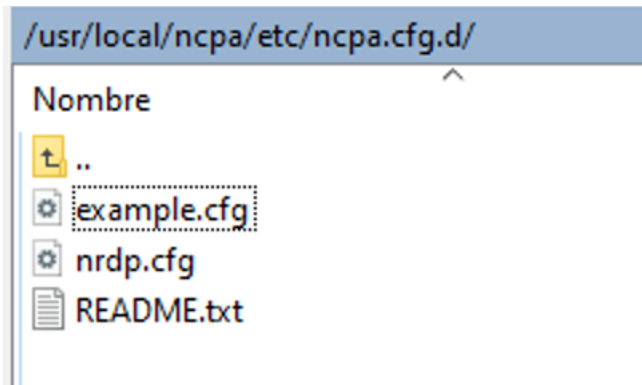 /usr/local/ncpa/etc/ncpa.cfg.d/
Nombre
..
example.cfg
nrdp.cfg
README.txt